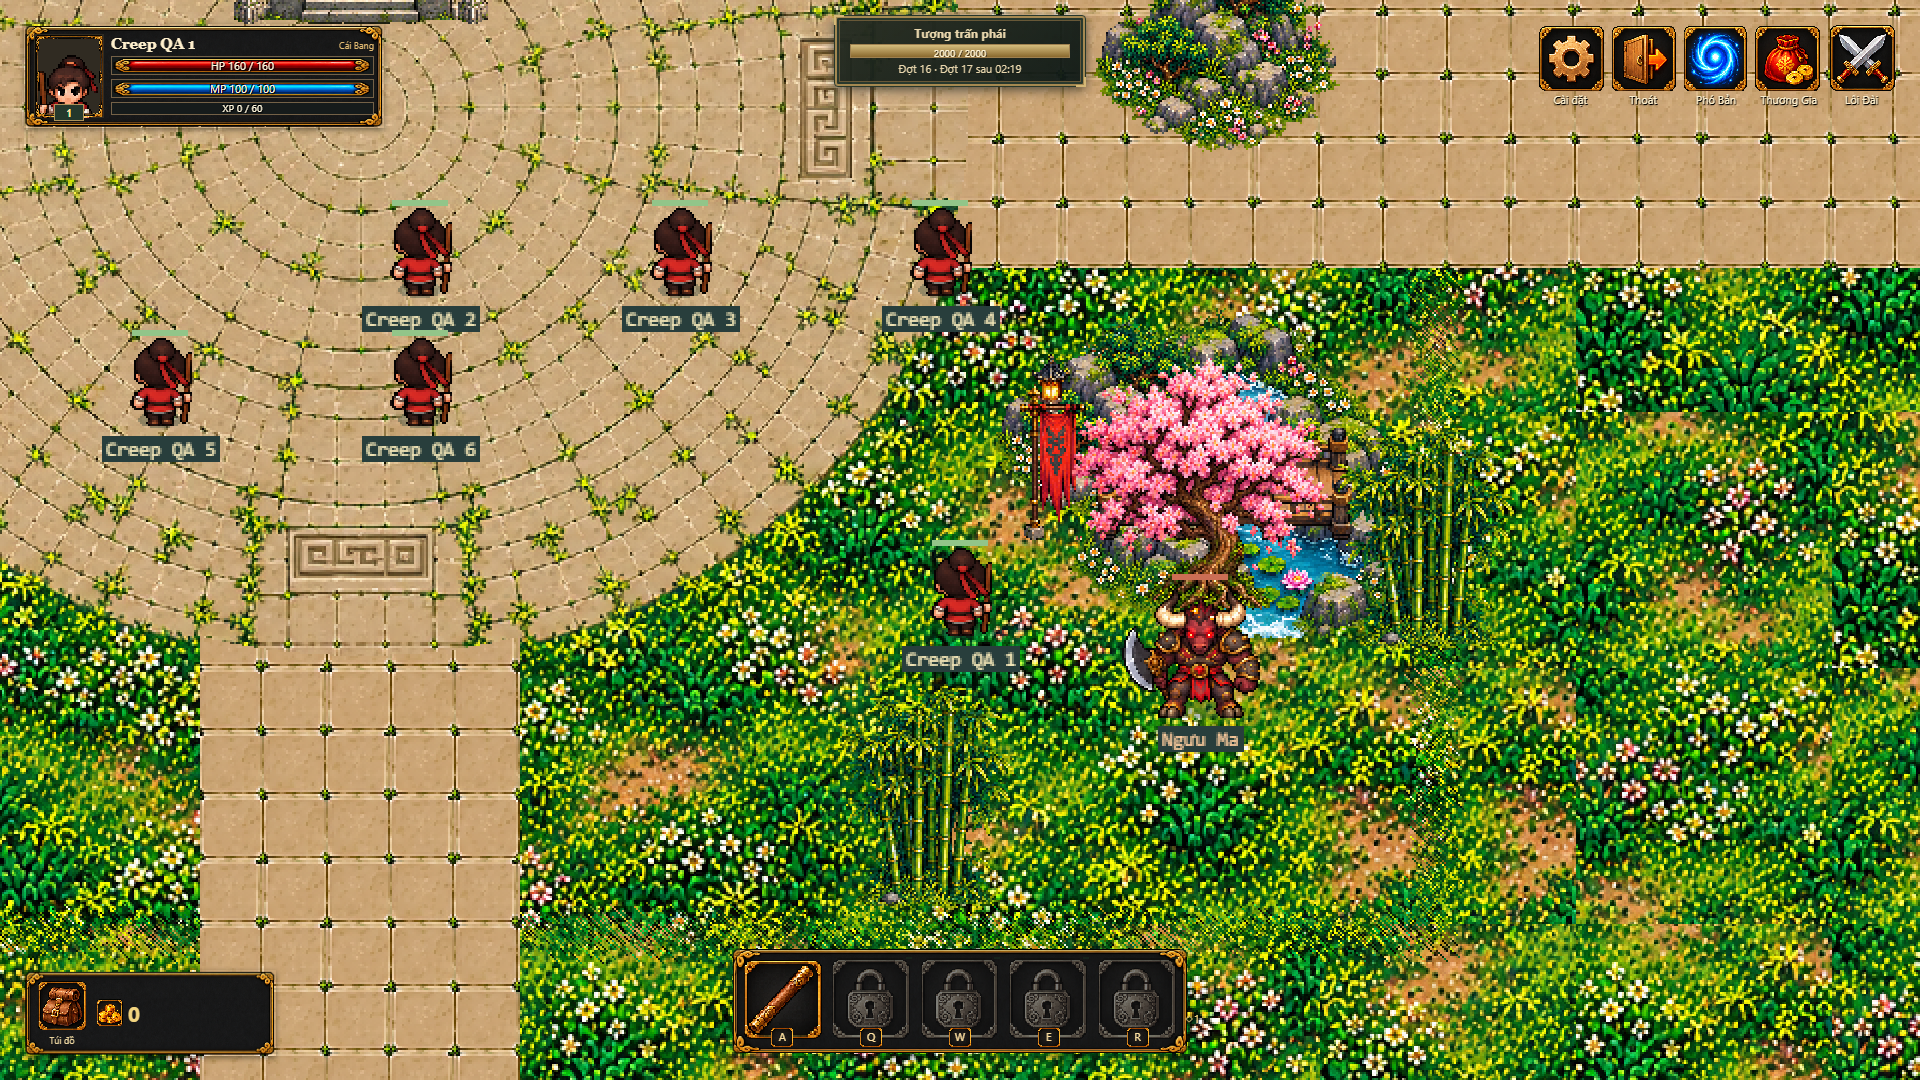 Creep QA 1
Cái Bang
HP 160 / 160
MP 100 / 100
XP 0 / 60
1
Tượng trấn phái
2000 / 2000
Đợt 16 · Đợt 17 sau 02:19
Cài đặt
Thoát
Phó Bản
Thương Gia
Lôi Đài
Creep QA 2
Creep QA 3
Creep QA 4
Creep QA 5
Creep QA 6
Creep QA 1
Ngưu Ma
0
Túi đồ
A
Q
W
E
R